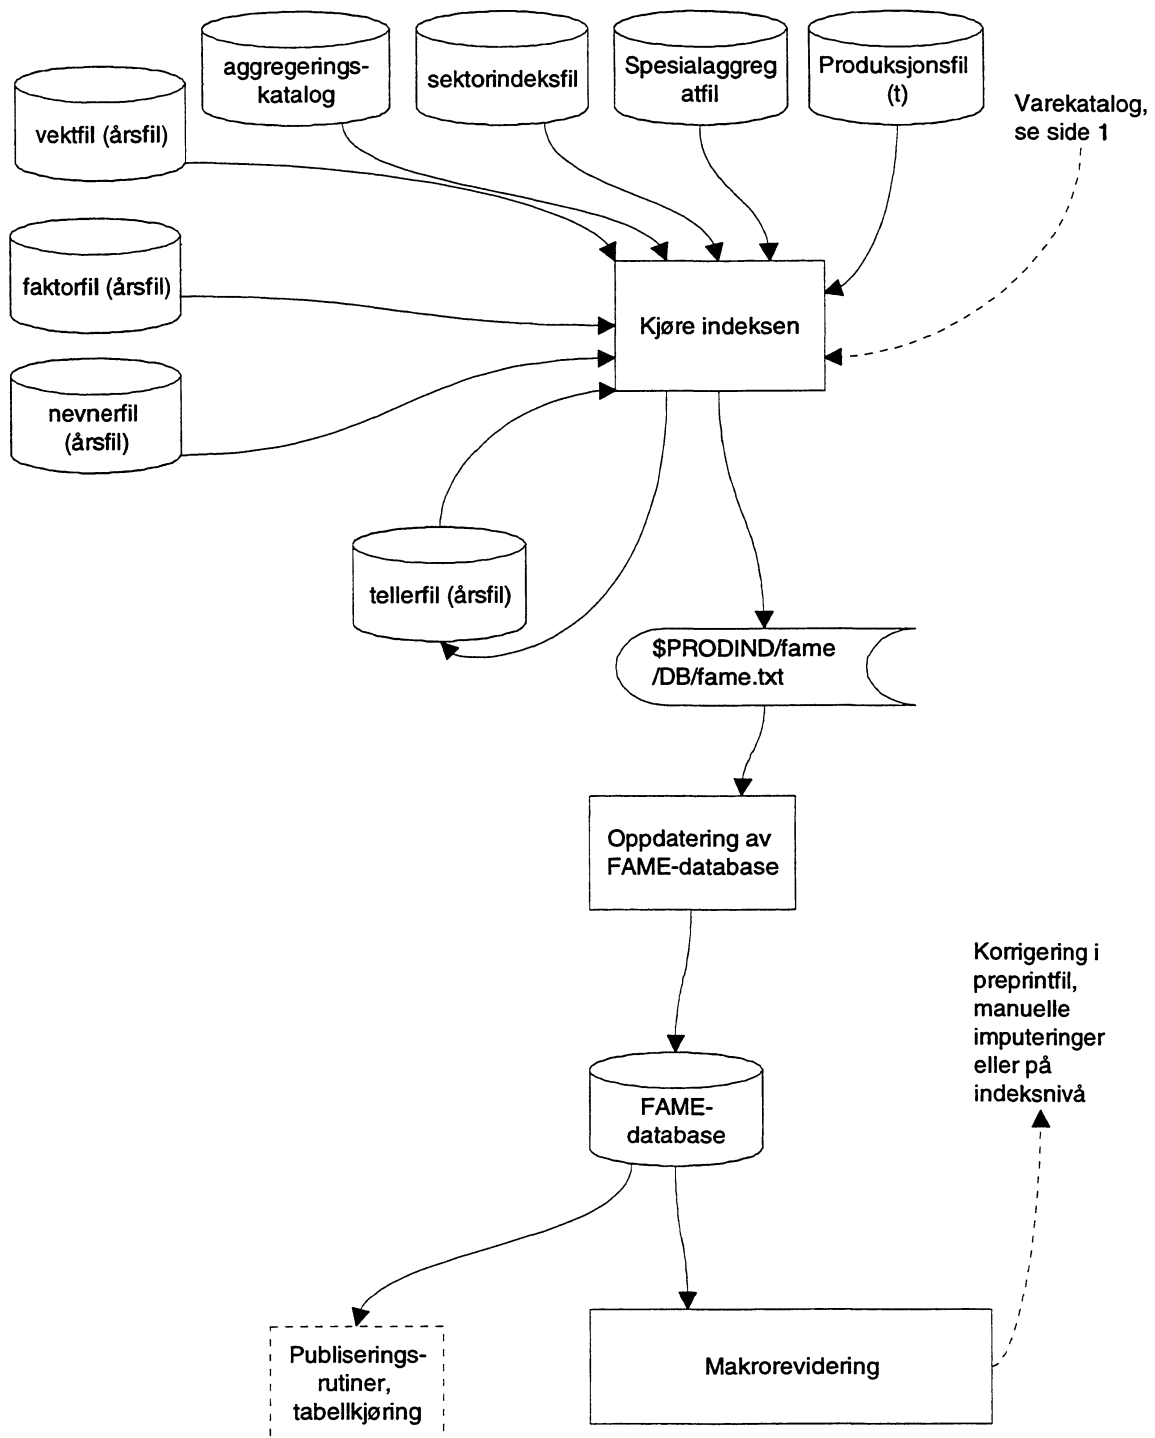 aggregerings-
katalog
sektorindeksfil
Spesialaggreg
atfil
Produksjonsfil
(t)
Varekatalog,
se side 1
vektfil (årsfil)
faktorfil (årsfil)
Kjøre indeksen
nevnerfil
(årsfil)
tellerfil (årsfil)
$PRODIND/fame
/DB/fame.txt
Oppdatering av
FAME-database
Korrigering i
preprintfil,
manuelle
imputeringer
eller på
indeksnivå
FAME-
database
Publiserings-
rutiner,
tabellkjøring
Makrorevidering